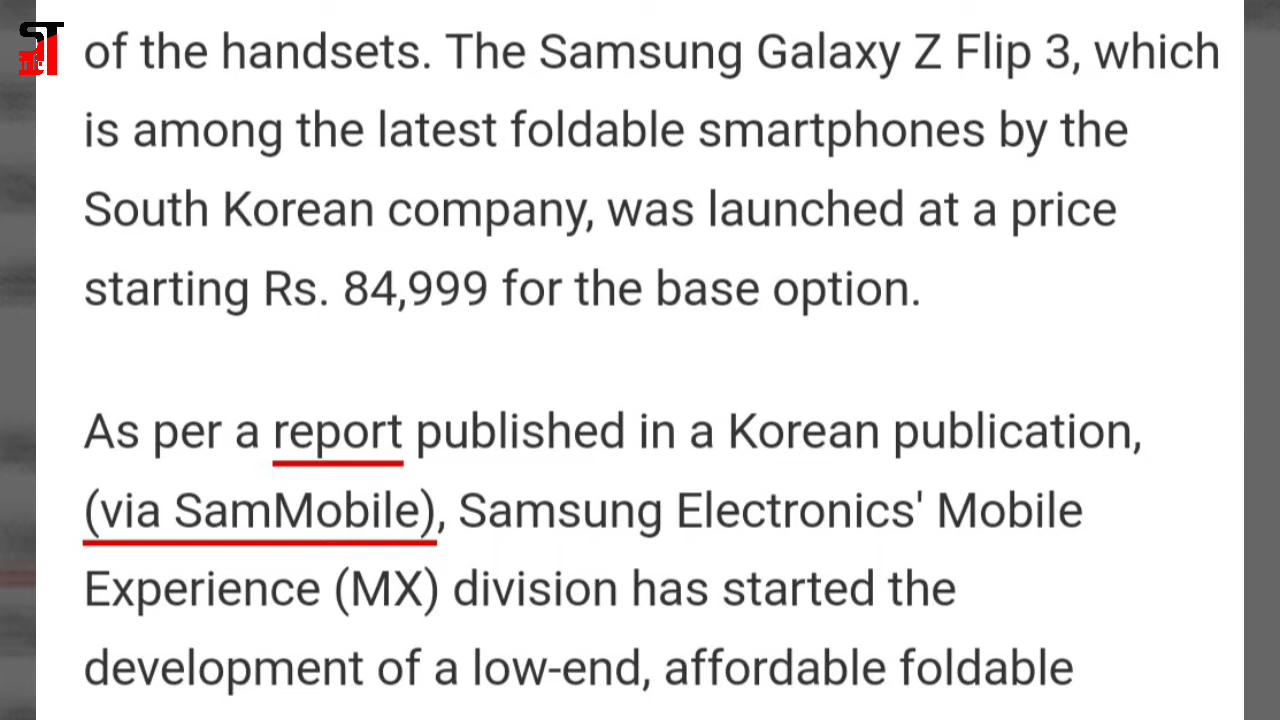 ST
of the handsets. The Samsung Galaxy Z Flip 3, which
is among the latest foldable smartphones by the
South Korean company, was launched at a price
starting Rs. 84,999 for the base option.
As per a report published in a Korean publication,
(via SamMobile), Samsung Electronics' Mobile
Experience (MX) division has started the
development of a low-end, affordable foldable